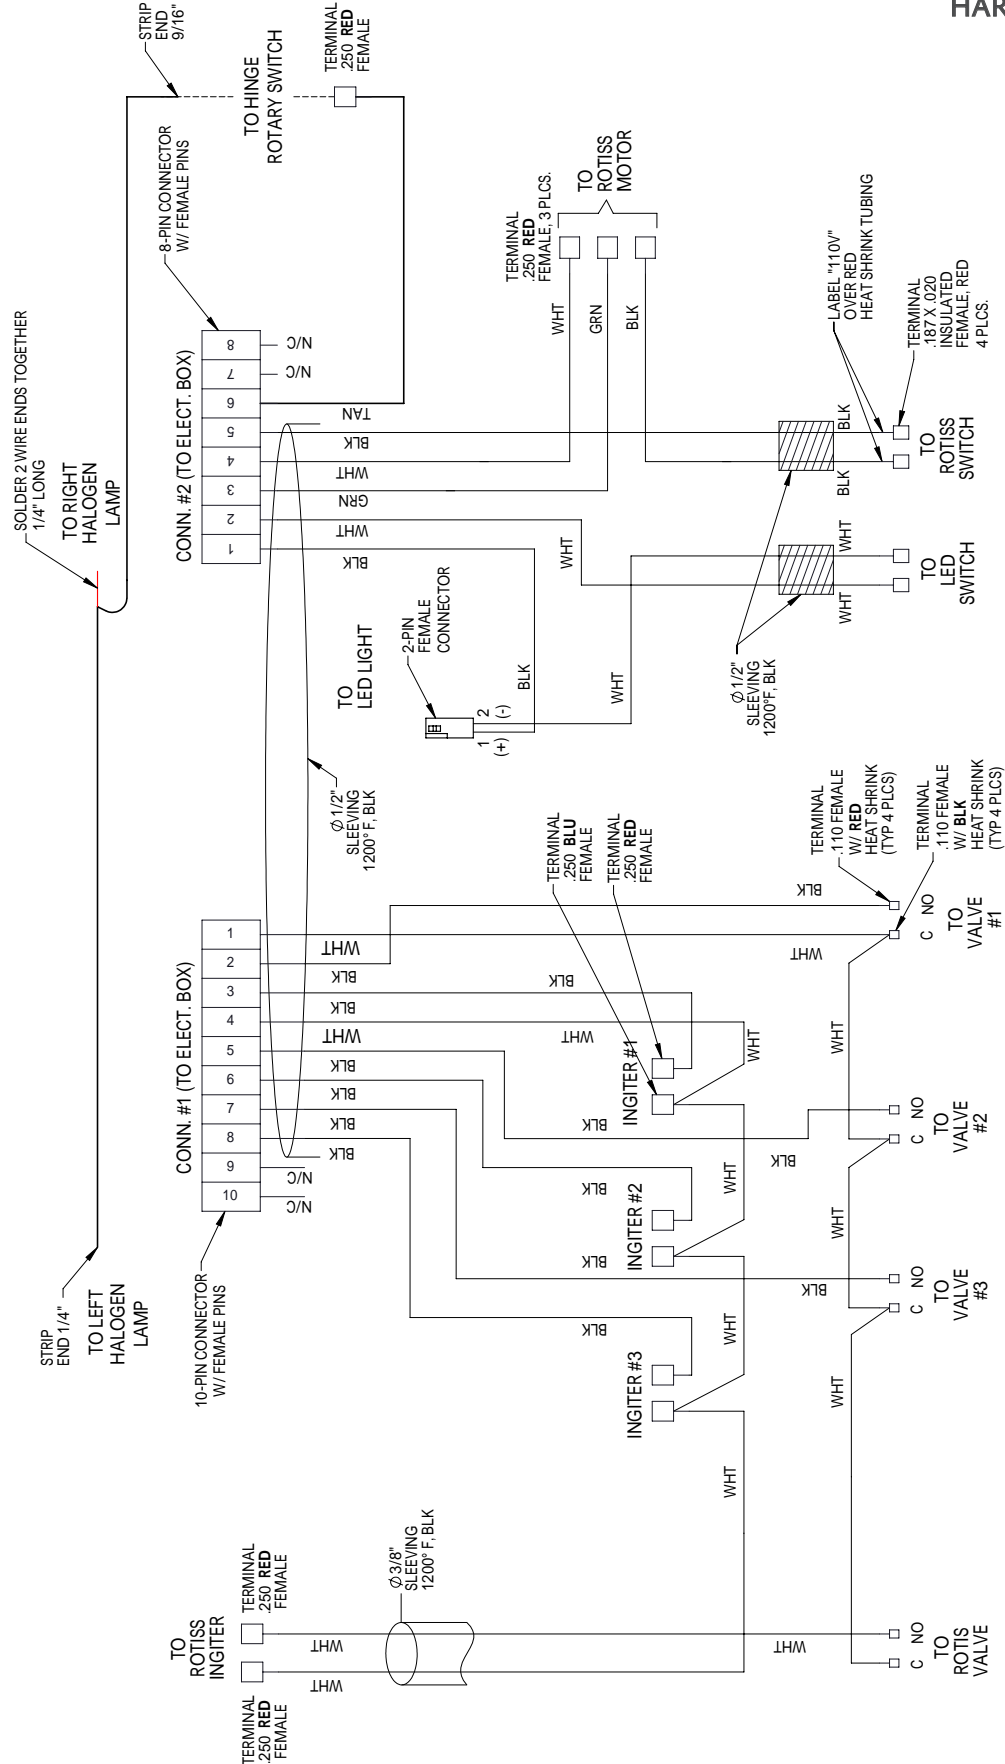 HAR
STRIP
END
9/16"
TERMINAL
.250 RED
FEMALE
TO HINGE
ROTARY SWITCH
8-PIN CONNECTOR
W/ FEMALE PINS
SOLDER 2 WIRE ENDS TOGETHER
1/4" LONG
TO RIGHT
HALOGEN
LAMP
CONN. #2 (TO ELECT. BOX)
8
7
6
5
4
3
2
1
N/C
N/C
TAN
BLK
WHT
GRN
WHT
BLK
TERMINAL
.250 RED
FEMALE, 3 PLCS.
TO
ROTISS
MOTOR
WHT
GRN
BLK
LABEL "110V"
OVER RED
HEAT SHRINK TUBING
TERMINAL
.187 X .020
INSULATED
FEMALE, RED
4 PLCS.
BLK
BLK
TO
ROTISS
SWITCH
WHT
WHT
WHT
TO
LED
SWITCH
Ø 1/2"
SLEEVING
1200°F, BLK
TO
LED LIGHT
2-PIN
FEMALE
CONNECTOR
1
(+)
2
(-)
BLK
WHT
Ø 1/2"
SLEEVING
1200° F, BLK
CONN. #1 (TO ELECT. BOX)
1
2
3
4
5
6
7
8
9
10
WHT
BLK
BLK
WHT
BLK
BLK
BLK
BLK
N/C
N/C
10-PIN CONNECTOR
W/ FEMALE PINS
STRIP
END 1/4"
TO LEFT
HALOGEN
LAMP
TERMINAL
.250 BLU
FEMALE
TERMINAL
.250 RED
FEMALE
BLK
WHT
INGITER #1
WHT
BLK
BLK
INGITER #2
BLK
WHT
BLK
INGITER #3
WHT
WHT
TERMINAL
.110 FEMALE
W/ RED
HEAT SHRINK
(TYP 4 PLCS)
TERMINAL
.110 FEMALE
W/ BLK
HEAT SHRINK
(TYP 4 PLCS)
BLK
WHT
C NO
TO
VALVE
#1
WHT
BLK
C NO
TO
VALVE
#2
WHT
BLK
C NO
TO
VALVE
#3
WHT
TO
ROTISS
INGITER
TERMINAL
.250 RED
FEMALE
TERMINAL
.250 RED
FEMALE
WHT
WHT
Ø 3/8"
SLEEVING
1200° F, BLK
WHT
C NO
TO
ROTIS
VALVE